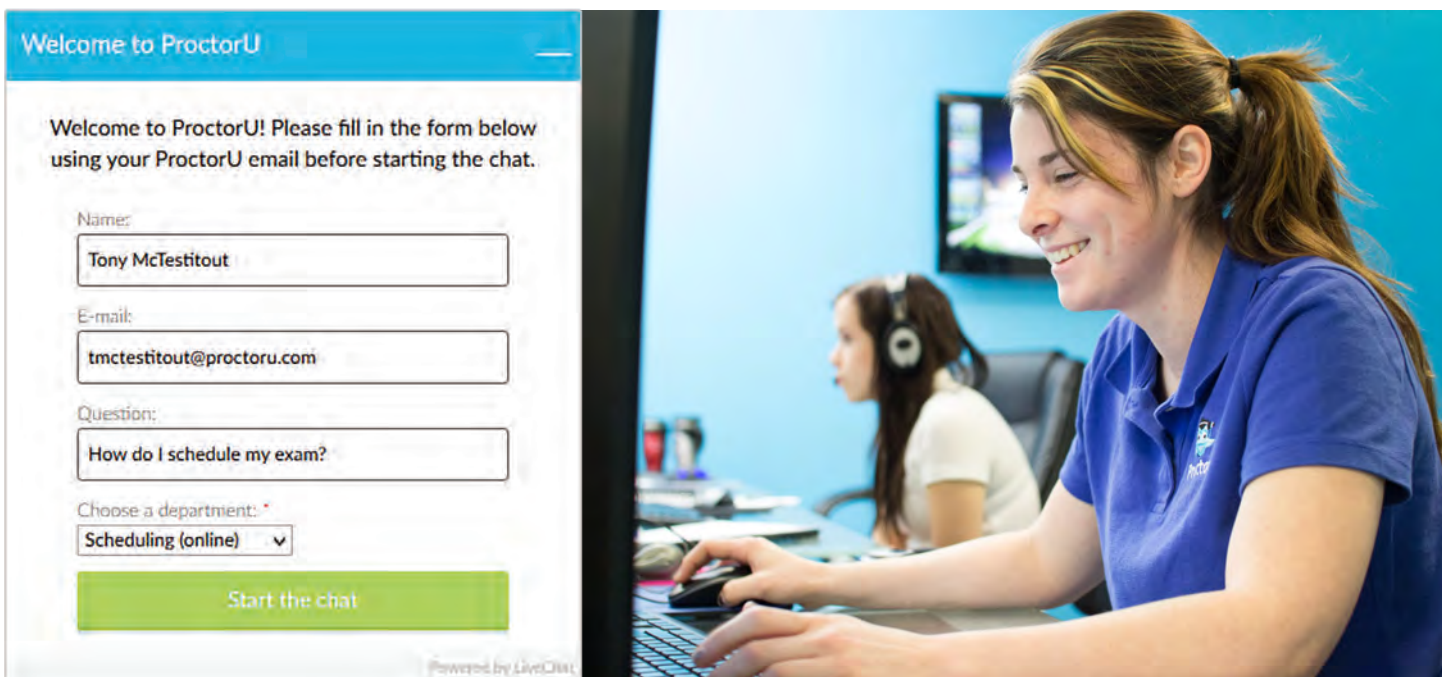 Welcome to ProctorU
Welcome to ProctorU! Please fill in the form below
using your ProctorU email before starting the chat.
Name:
Tony McTestitout
E-mail:
tmctestitout@proctoru.com
Question:
How do I schedule my exam?
Choose a department: *
Scheduling (online)
Start the chat
Powered by LiveChat
Proctor